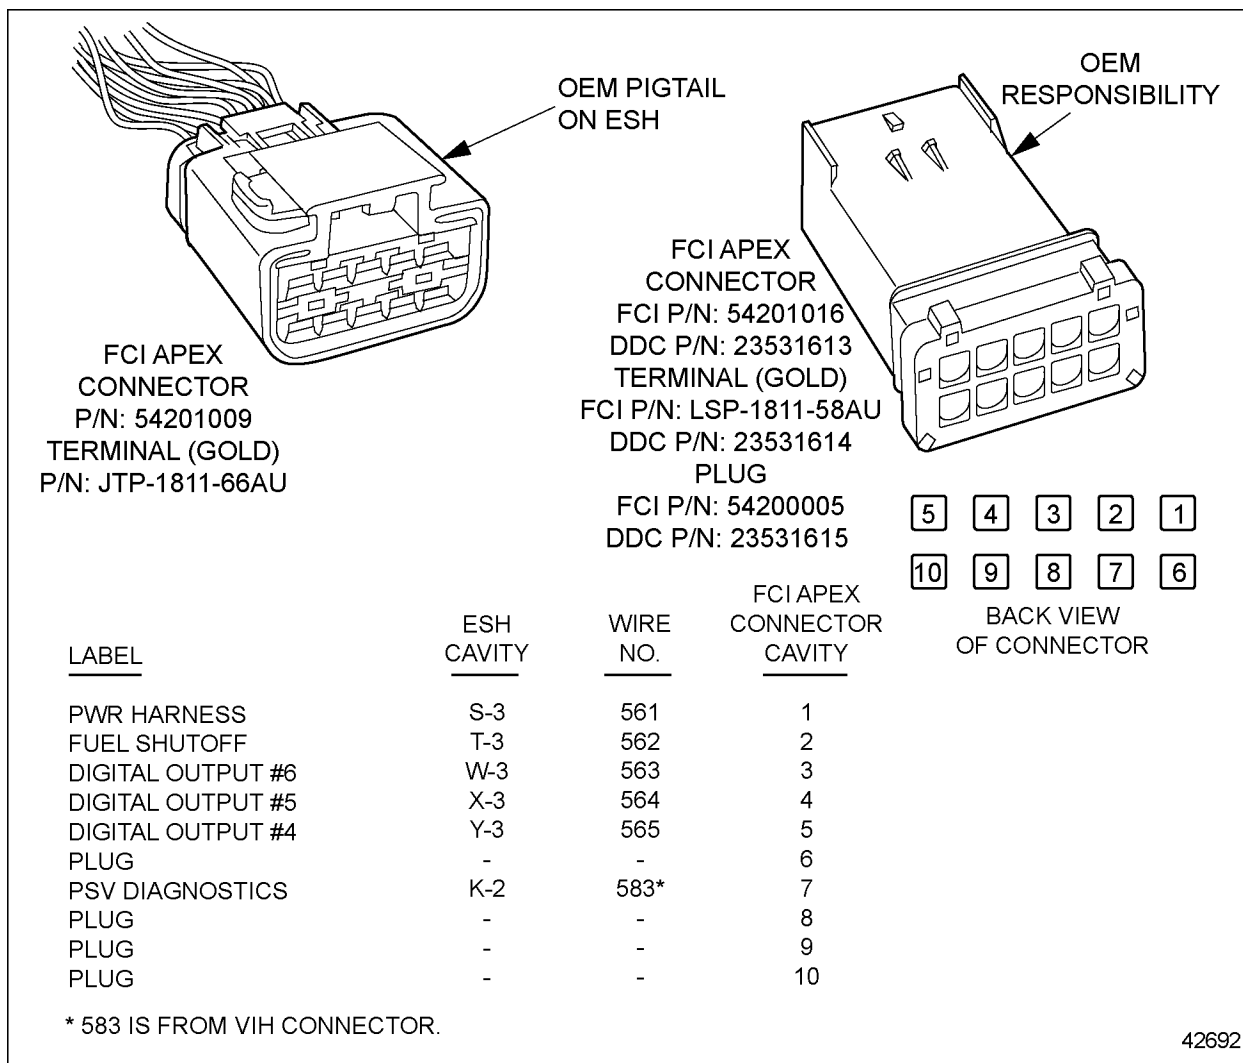 OEM PIGTAIL
ON ESH
OEM
RESPONSIBILITY
FCI APEX
CONNECTOR
P/N: 54201009
TERMINAL (GOLD)
P/N: JTP-1811-66AU
FCI APEX
CONNECTOR
FCI P/N: 54201016
DDC P/N: 23531613
TERMINAL (GOLD)
FCI P/N: LSP-1811-58AU
DDC P/N: 23531614
PLUG
FCI P/N: 54200005
DDC P/N: 23531615
5 4 3 2 1
10 9 8 7 6
BACK VIEW
OF CONNECTOR
LABEL ESH CAVITY WIRE NO. FCI APEX CONNECTOR CAVITY
PWR HARNESS S-3 561 1
FUEL SHUTOFF T-3 562 2
DIGITAL OUTPUT #6 W-3 563 3
DIGITAL OUTPUT #5 X-3 564 4
DIGITAL OUTPUT #4 Y-3 565 5
PLUG - - 6
PSV DIAGNOSTICS K-2 583* 7
PLUG - - 8
PLUG - - 9
PLUG - - 10
* 583 IS FROM VIH CONNECTOR.
42692